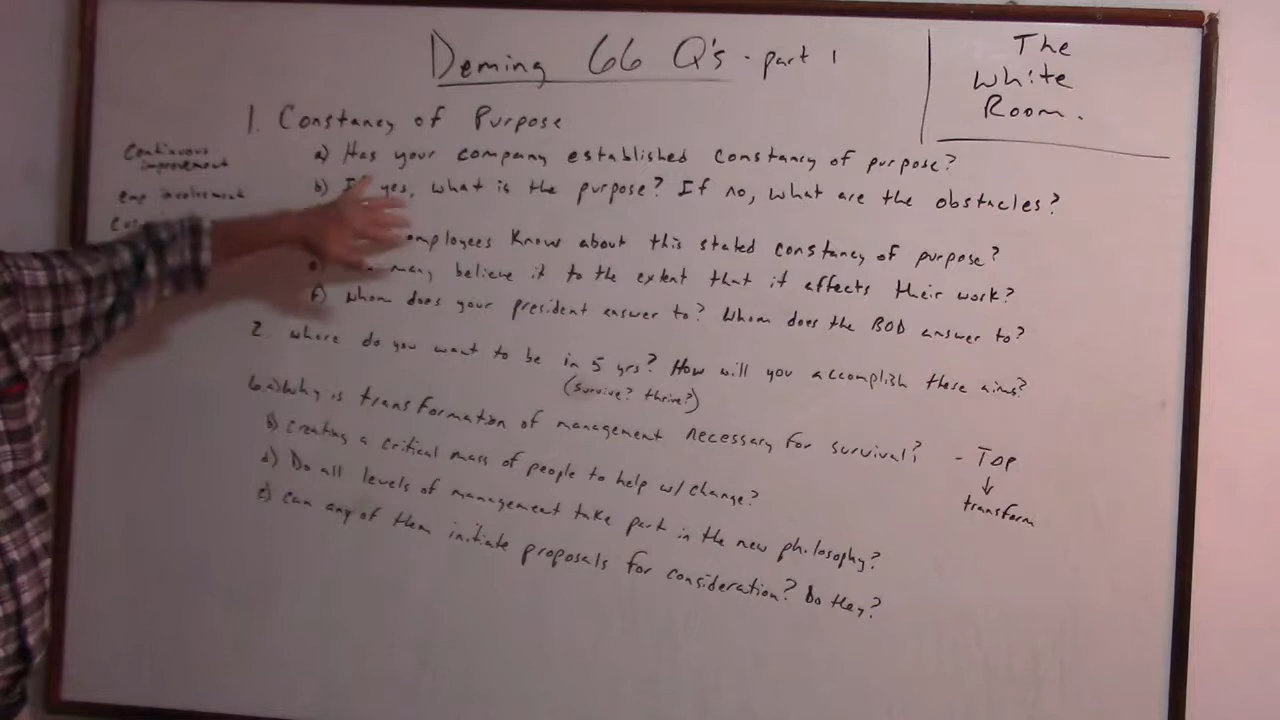 Deming 66 Q's - part 1
The
White
Room.
1. Constancy of Purpose
Continuous
improvement
emp involvement
a) Has your company established constancy of purpose?
b) If yes, what is the purpose? If no, what are the obstacles?
employees know about this stated constancy of purpose?
many believe it to the extent that it affects their work?
f) Whom does your president answer to? Whom does the BOD answer to?
2. Where do you want to be in 5 yrs? How will you accomplish these aims?
(survive? thrive?)
6.a) Why is transformation of management necessary for survival? - Top
↓
transform
b) Creating a critical mass of people to help w/ change?
d) Do all levels of management take part in the new philosophy?
e) Can any of them initiate proposals for consideration? Do they?